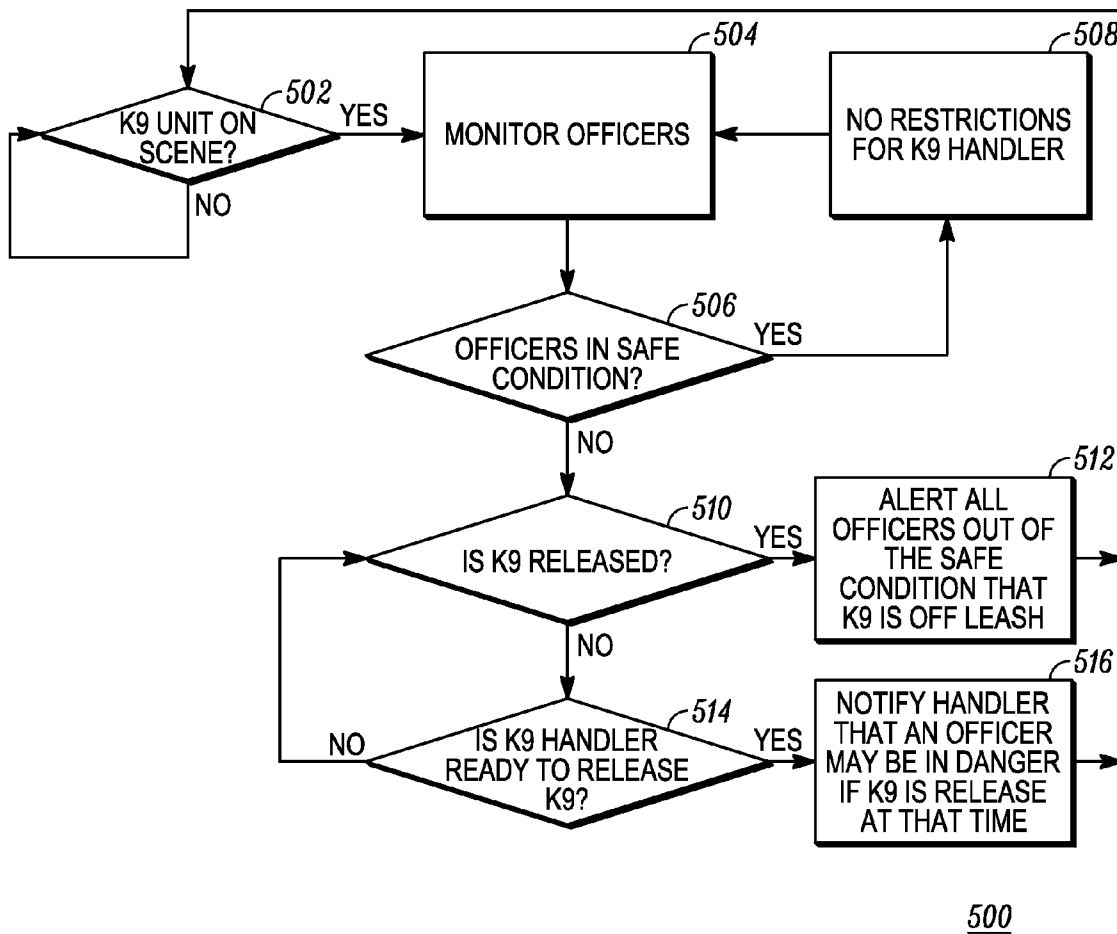 504
508
502
K9 UNIT ON
SCENE?
YES
NO
MONITOR OFFICERS
NO RESTRICTIONS
FOR K9 HANDLER
506
OFFICERS IN SAFE
CONDITION?
YES
NO
510
IS K9 RELEASED?
YES
NO
512
ALERT ALL
OFFICERS OUT OF
THE SAFE
CONDITION THAT
K9 IS OFF LEASH
514
IS K9 HANDLER
READY TO RELEASE
K9?
NO
YES
516
NOTIFY HANDLER
THAT AN OFFICER
MAY BE IN DANGER
IF K9 IS RELEASE
AT THAT TIME
500